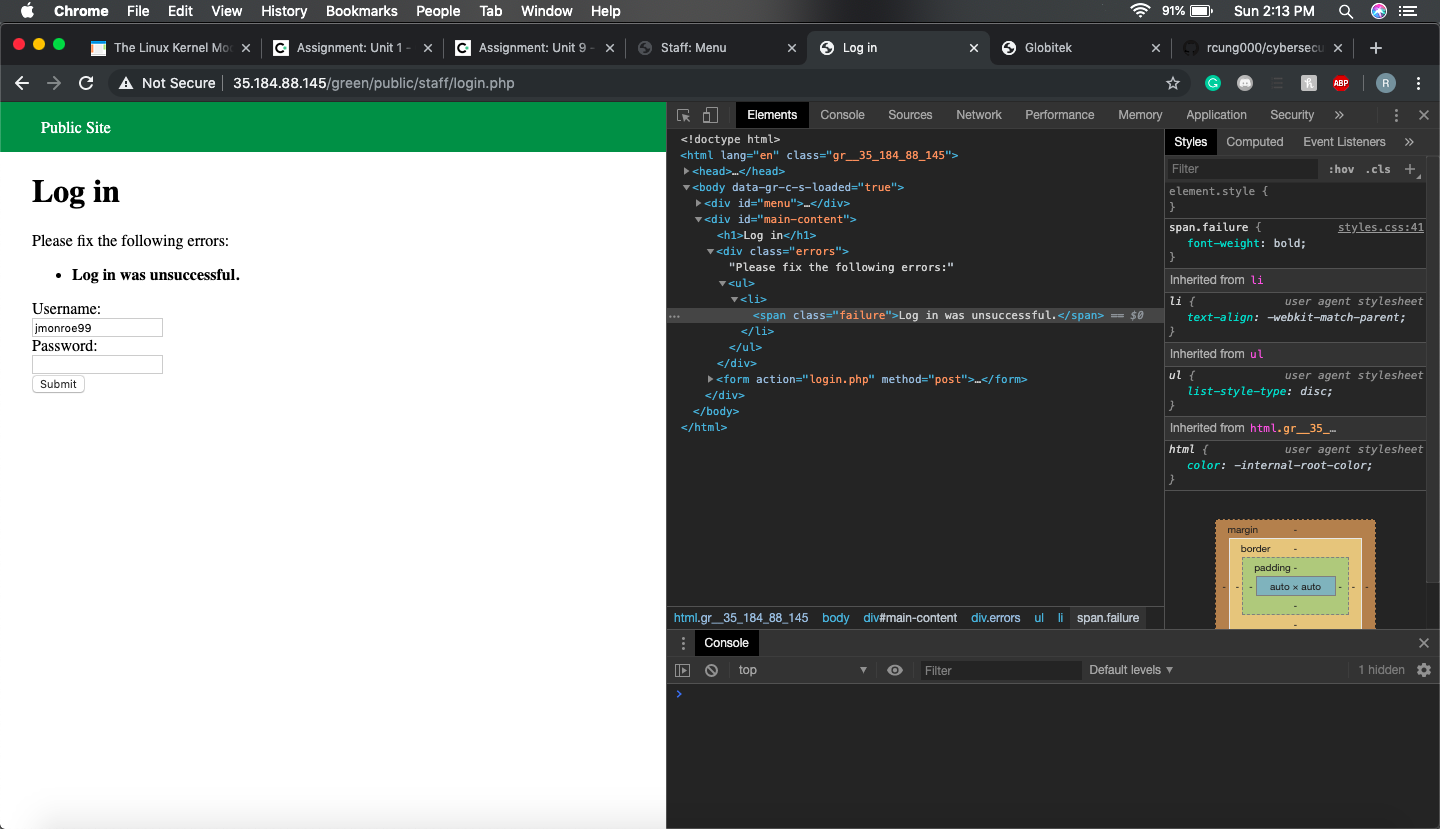 Chrome File Edit View History Bookmarks People Tab Window Help 91% Sun 2:13 PM
The Linux Kernel Mod Assignment: Unit 1 - Assignment: Unit 9 - Staff: Menu Log in Globitek rcung000/cybersecu
Not Secure 35.184.88.145/green/public/staff/login.php ABP R
Public Site
Log in
Please fix the following errors:
• Log in was unsuccessful.
Username:
jmonroe99
Password:
Submit
Elements Console Sources Network Performance Memory Application Security »
<!doctype html>
<html lang="en" class="gr__35_184_88_145">
<head>…</head>
<body data-gr-c-s-loaded="true">
<div id="menu">…</div>
<div id="main-content">
<h1>Log in</h1>
<div class="errors">
"Please fix the following errors:"
<ul>
<li>
… <span class="failure">Log in was unsuccessful.</span> == $0
</li>
</ul>
</div>
<form action="login.php" method="post">…</form>
</div>
</body>
</html>
html.gr__35_184_88_145 body div#main-content div.errors ul li span.failure
Styles Computed Event Listeners »
Filter :hov .cls +
element.style {
}
span.failure { styles.css:41
font-weight: bold;
}
Inherited from li
li { user agent stylesheet
text-align: -webkit-match-parent;
}
Inherited from ul
ul { user agent stylesheet
list-style-type: disc;
}
Inherited from html.gr__35_…
html { user agent stylesheet
color: -internal-root-color;
}
margin -
border -
padding -
- - - auto × auto - - -
-
-
Console
top Filter Default levels 1 hidden